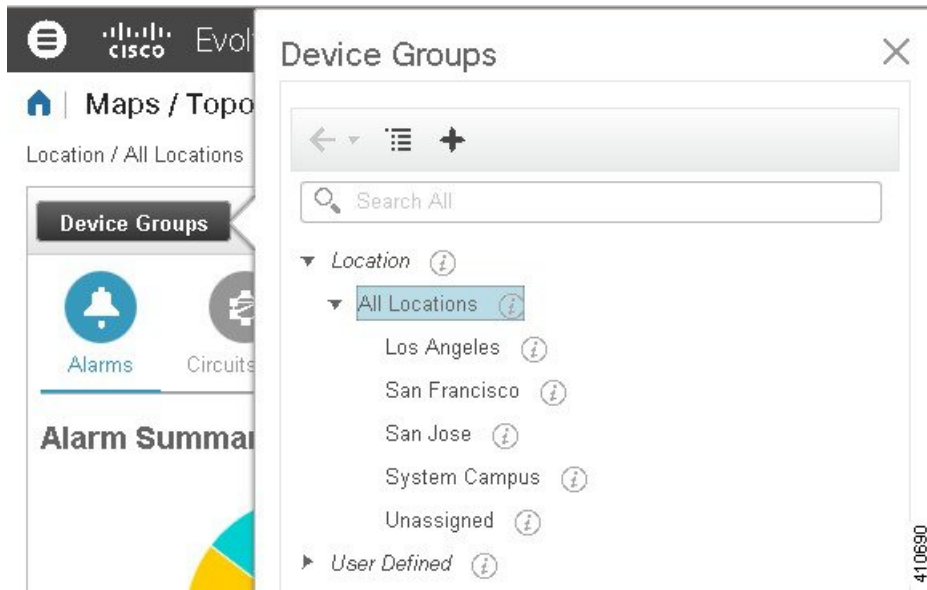 cisco Evol
Maps / Topo
Location / All Locations
Device Groups
Alarms
Circuits
Alarm Summa
Device Groups
Search All
Location
All Locations
Los Angeles
San Francisco
San Jose
System Campus
Unassigned
User Defined
410690